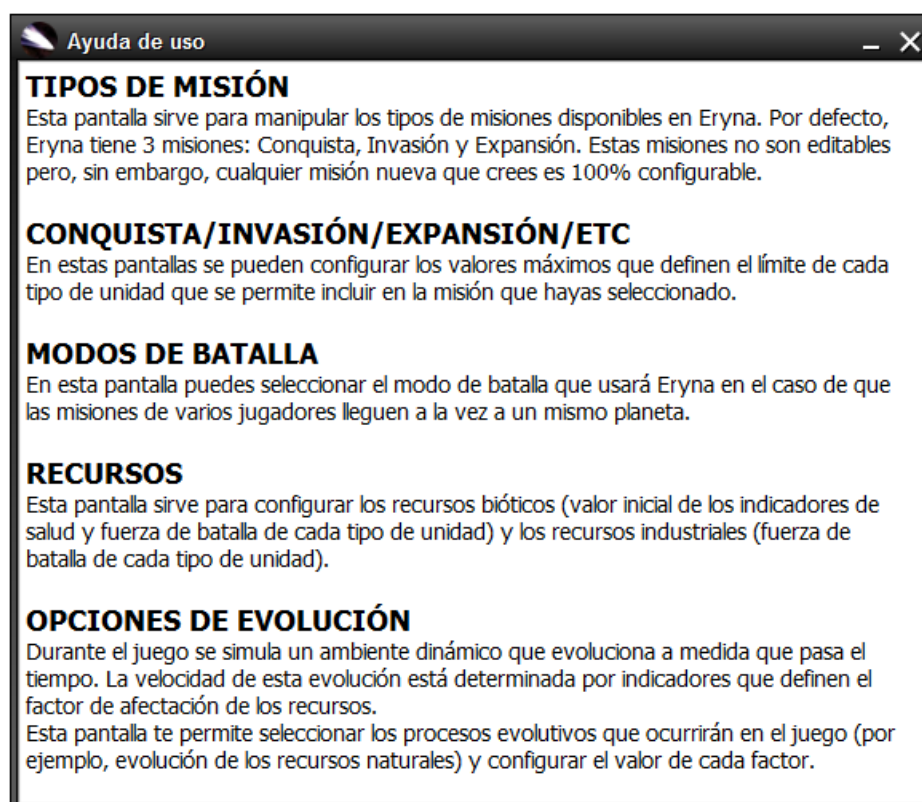 Ayuda de uso
TIPOS DE MISIÓN
Esta pantalla sirve para manipular los tipos de misiones disponibles en Eryna. Por defecto,
Eryna tiene 3 misiones: Conquista, Invasión y Expansión. Estas misiones no son editables
pero, sin embargo, cualquier misión nueva que crees es 100% configurable.
CONQUISTA/INVASIÓN/EXPANSIÓN/ETC
En estas pantallas se pueden configurar los valores máximos que definen el límite de cada
tipo de unidad que se permite incluir en la misión que hayas seleccionado.
MODOS DE BATALLA
En esta pantalla puedes seleccionar el modo de batalla que usará Eryna en el caso de que
las misiones de varios jugadores lleguen a la vez a un mismo planeta.
RECURSOS
Esta pantalla sirve para configurar los recursos bióticos (valor inicial de los indicadores de
salud y fuerza de batalla de cada tipo de unidad) y los recursos industriales (fuerza de
batalla de cada tipo de unidad).
OPCIONES DE EVOLUCIÓN
Durante el juego se simula un ambiente dinámico que evoluciona a medida que pasa el
tiempo. La velocidad de esta evolución está determinada por indicadores que definen el
factor de afectación de los recursos.
Esta pantalla te permite seleccionar los procesos evolutivos que ocurrirán en el juego (por
ejemplo, evolución de los recursos naturales) y configurar el valor de cada factor.